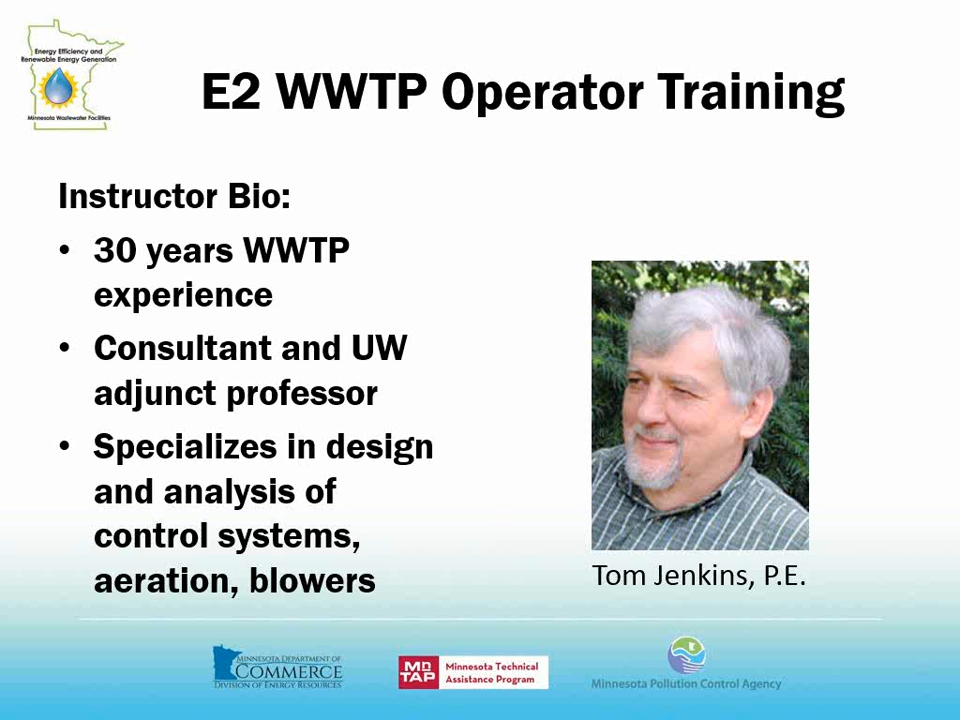 Energy Efficiency and
Renewable Energy Generation
Minnesota Wastewater Facilities
E2 WWTP Operator Training
Instructor Bio:
• 30 years WWTP
experience
• Consultant and UW
adjunct professor
• Specializes in design
and analysis of
control systems,
aeration, blowers
Tom Jenkins, P.E.
MINNESOTA DEPARTMENT OF
COMMERCE
DIVISION OF ENERGY RESOURCES
MnTAP
Minnesota Technical
Assistance Program
Minnesota Pollution Control Agency